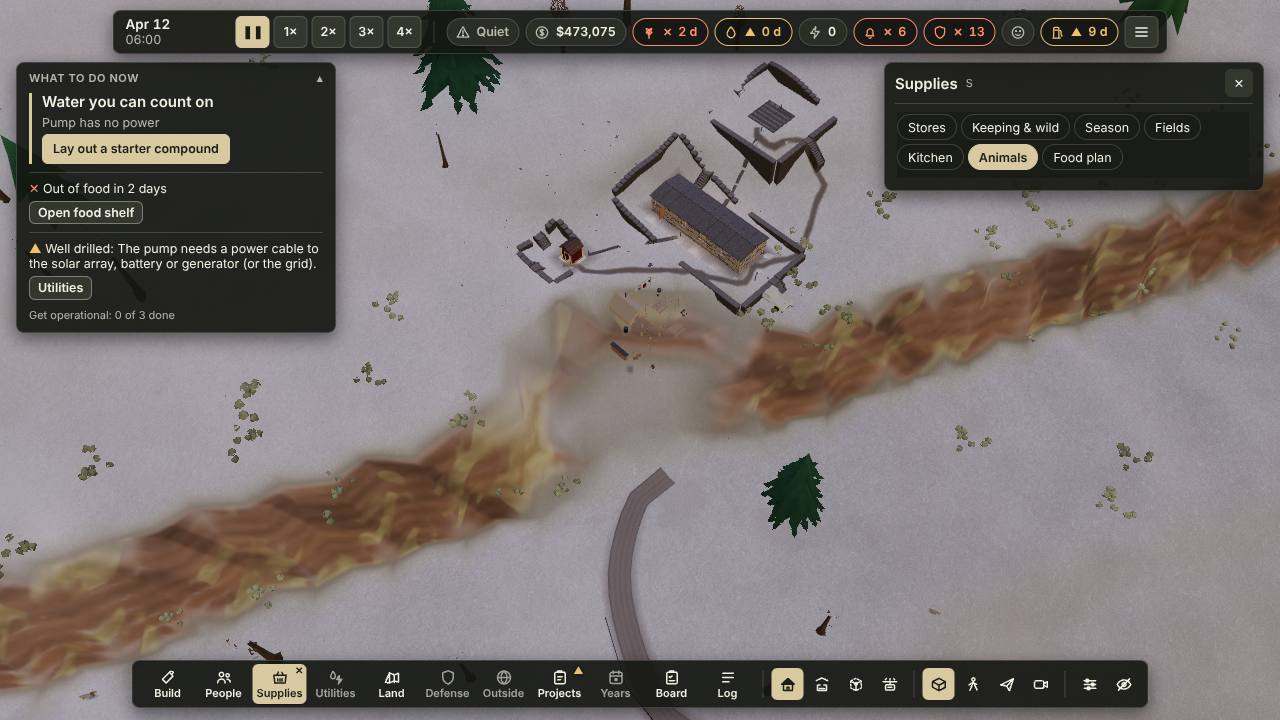 Apr 12
06:00
1×
2×
3×
4×
Quiet
$473,075
× 2 d
0 d
0
× 6
× 13
9 d
WHAT TO DO NOW
Water you can count on
Pump has no power
Lay out a starter compound
× Out of food in 2 days
Open food shelf
Well drilled: The pump needs a power cable to
the solar array, battery or generator (or the grid).
Utilities
Get operational: 0 of 3 done
Supplies S
Stores
Keeping & wild
Season
Fields
Kitchen
Animals
Food plan
Build
People
Supplies
Utilities
Land
Defense
Outside
Projects
Years
Board
Log